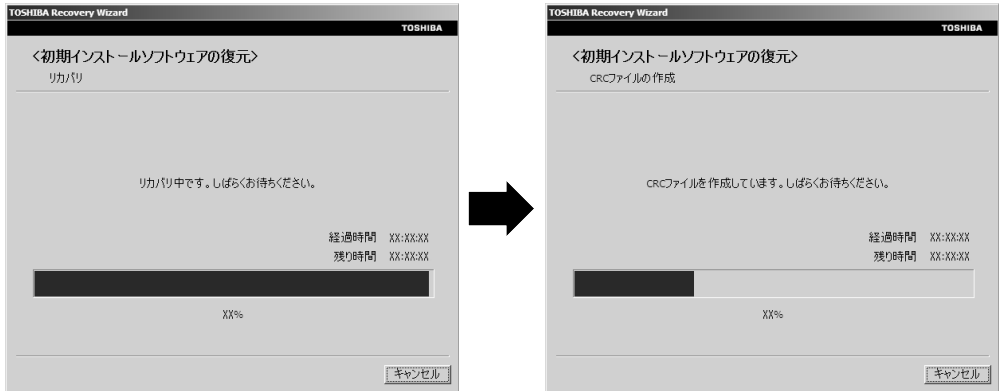 TOSHIBA Recovery Wizard
TOSHIBA
<初期インストールソフトウェアの復元>
リカバリ
リカバリ中です。しばらくお待ちください。
経過時間 XX:XX:XX
残り時間 XX:XX:XX
XX%
キャンセル
TOSHIBA Recovery Wizard
TOSHIBA
<初期インストールソフトウェアの復元>
CRCファイルの作成
CRCファイルを作成しています。しばらくお待ちください。
経過時間 XX:XX:XX
残り時間 XX:XX:XX
XX%
キャンセル